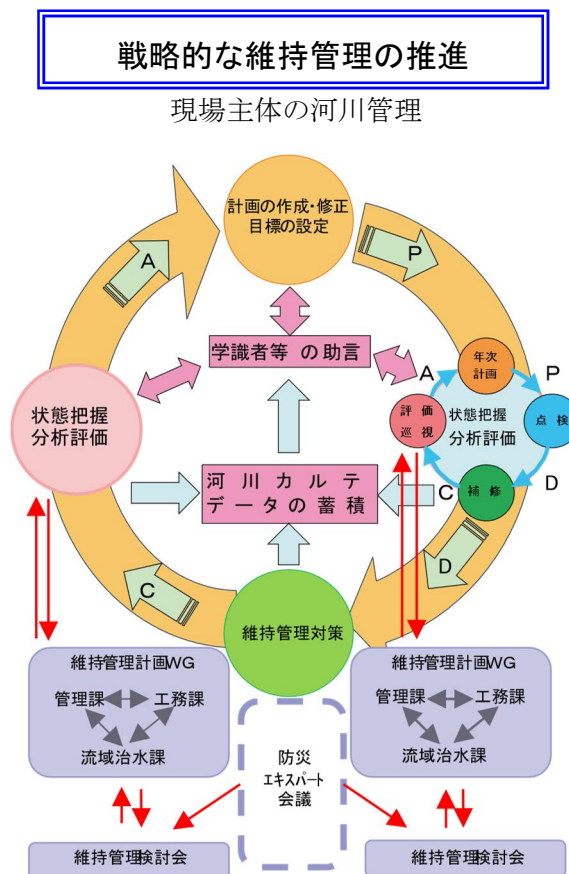 戦略的な維持管理の推進
現場主体の河川管理
計画の作成・修正
目標の設定
A
P
学識者等 の助言
年次
計画
A
P
状態把握
分析評価
評 価
巡 視
状態把握
分析評価
点 検
河 川 カ ル テ
データの 蓄 積
C
補 修
D
D
C
維持管理対策
維持管理計画WG
管理課
工務課
流域治水課
維持管理計画WG
管理課
工務課
流域治水課
防災
エキスパート
会議
維持管理検討会
維持管理検討会